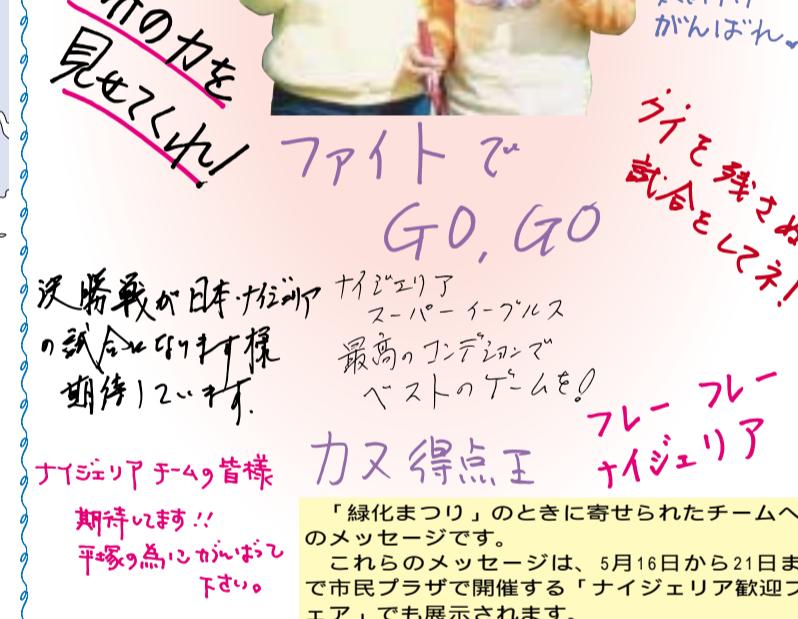 の力を
見せてくれ!
がんばれ
ファイトで
GO, GO
クイを残さぬ
試合をしてネ!
決勝戦が日本・ナイジェリア
の試合になります様
期待しています.
ナイジェリア
スーパーイーグルス
最高のコンデションで
ベストのゲームを!
フレー フレー
ナイジェリア
カヌ 得点王
ナイジェリア チームの皆様
期待してます!!
平塚の為にがんばって
下さい。
「緑化まつり」のときに寄せられたチームへ
のメッセージです。
これらのメッセージは、5月16日から21日ま
で市民プラザで開催する「ナイジェリア歓迎フ
ェア」でも展示されます。